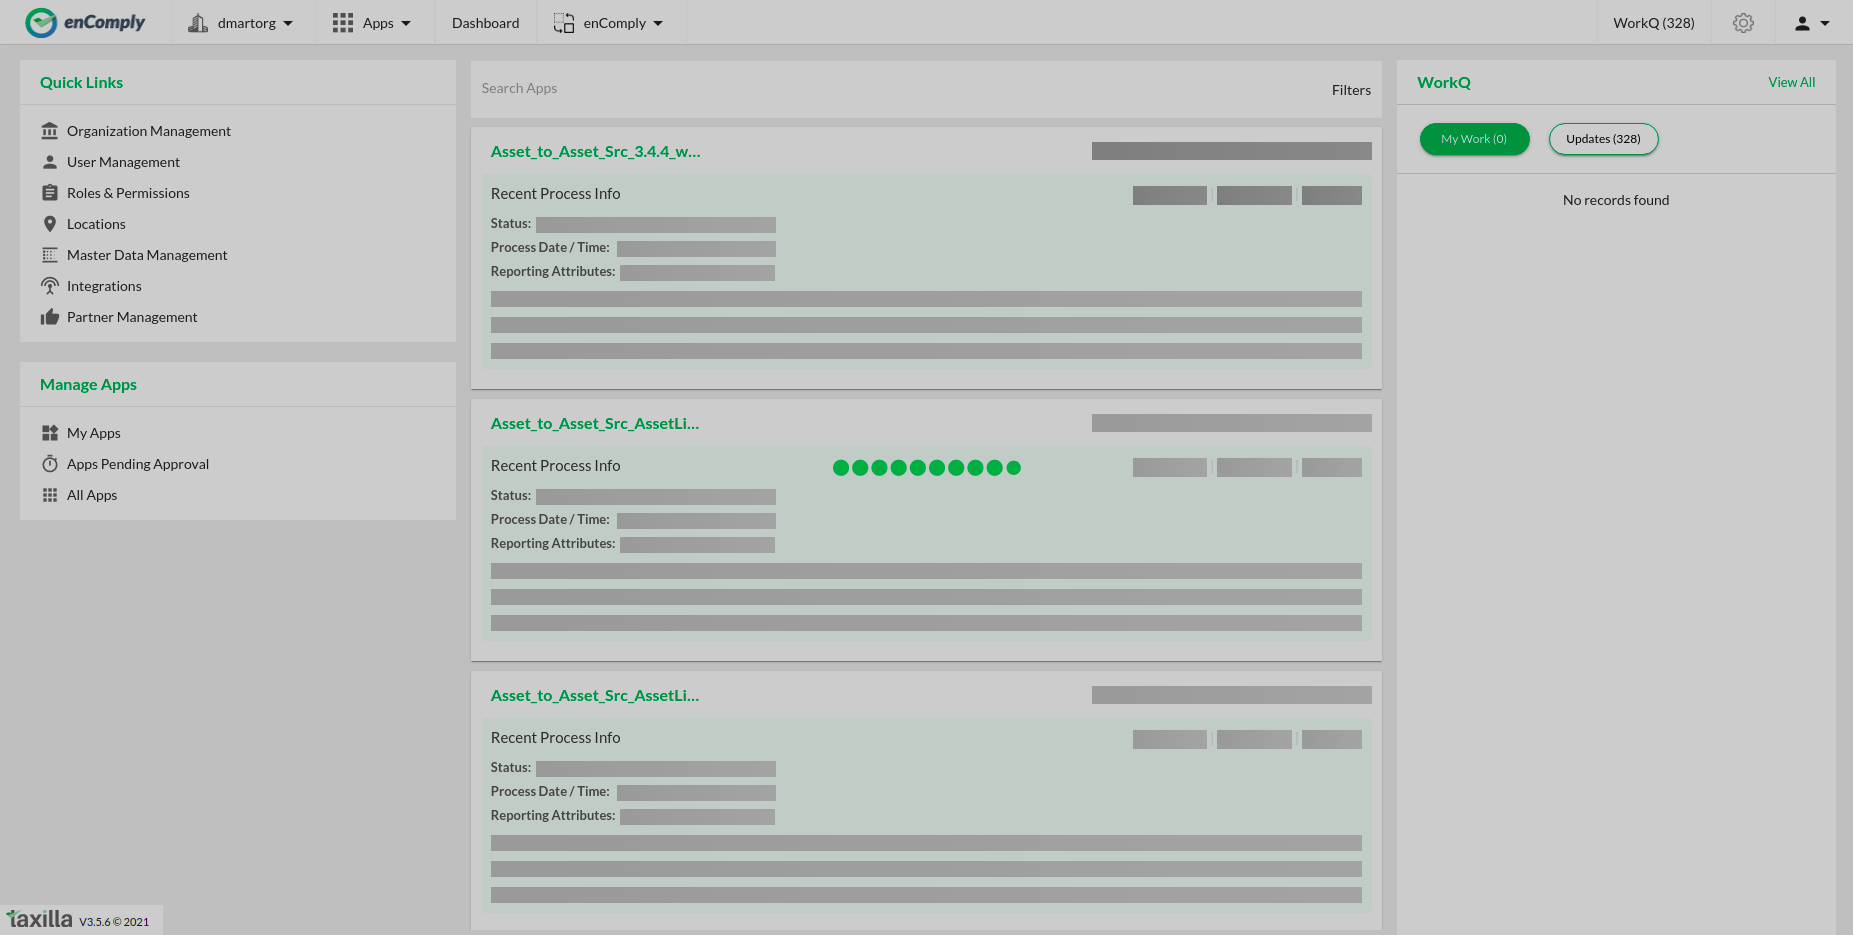 enComply
dmartorg
Apps
Dashboard
enComply
WorkQ (328)
Quick Links
Organization Management
User Management
Roles & Permissions
Locations
Master Data Management
Integrations
Partner Management
Manage Apps
My Apps
Apps Pending Approval
All Apps
Search Apps
Filters
Asset_to_Asset_Src_3.4.4_w...
Recent Process Info
Status:
Process Date / Time:
Reporting Attributes:
Asset_to_Asset_Src_AssetLi...
Recent Process Info
Status:
Process Date / Time:
Reporting Attributes:
Asset_to_Asset_Src_AssetLi...
Recent Process Info
Status:
Process Date / Time:
Reporting Attributes:
WorkQ
View All
My Work (0)
Updates (328)
No records found
taxilla V3.5.6 © 2021